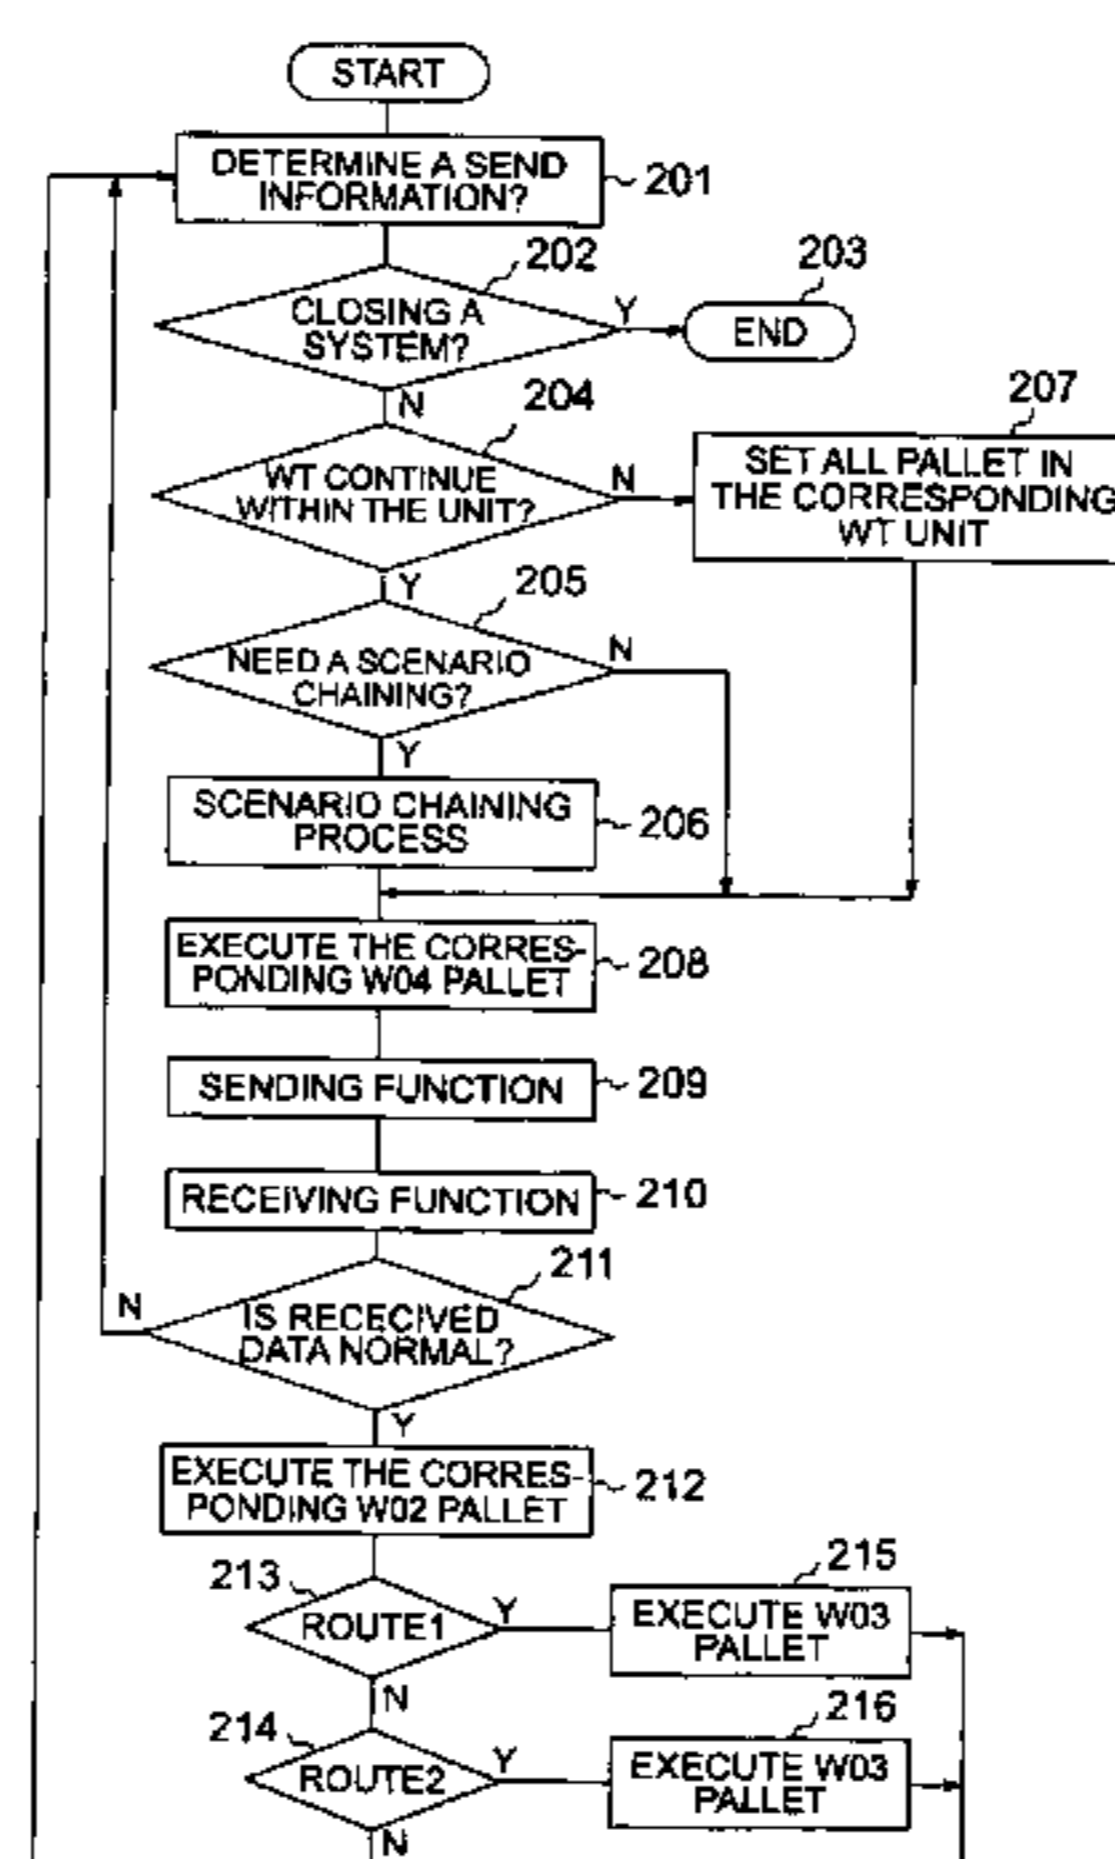 START
DETERMINE A SEND
INFORMATION?
201
202
CLOSING A
SYSTEM?
Y
203
END
N
204
WT CONTINUE
WITHIN THE UNIT?
N
207
SET ALL PALLET IN
THE CORRESPONDING
WT UNIT
Y
205
NEED A SCENARIO
CHAINING?
N
Y
SCENARIO CHAINING
PROCESS
206
EXECUTE THE CORRES-
PONDING W04 PALLET
208
SENDING FUNCTION
209
RECEIVING FUNCTION
210
211
N
IS RECECIVED
DATA NORMAL?
Y
EXECUTE THE CORRES-
PONDING W02 PALLET
212
213
ROUTE1
Y
215
EXECUTE W03
PALLET
N
214
ROUTE2
Y
216
EXECUTE W03
PALLET
N